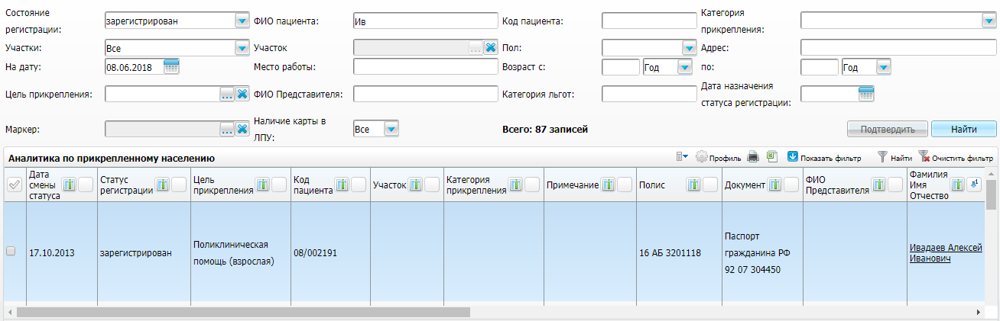 Состояние регистрации: зарегистрирован ФИО пациента: Ив Код пациента: Категория прикрепления:
Участки: Все Участок ... Пол: Адрес:
На дату: 08.06.2018 Место работы: Возраст с: Год по: Год
Цель прикрепления: ... ФИО Представителя: Категория льгот: Дата назначения статуса регистрации:
Маркер: ... Наличие карты в ЛПУ: Все Всего: 87 записей Подтвердить Найти
Аналитика по прикрепленному населению Профиль Показать фильтр Найти Очистить фильтр
Дата смены статуса Статус регистрации Цель прикрепления Код пациента Участок Категория прикрепления Примечание Полис Документ ФИО Представителя Фамилия Имя Отчество 1
17.10.2013 зарегистрирован Поликлиническая помощь (взрослая) 08/002191 16 АБ 3201118 Паспорт гражданина РФ 92 07 304450 Ивадаев Алексей Иванович